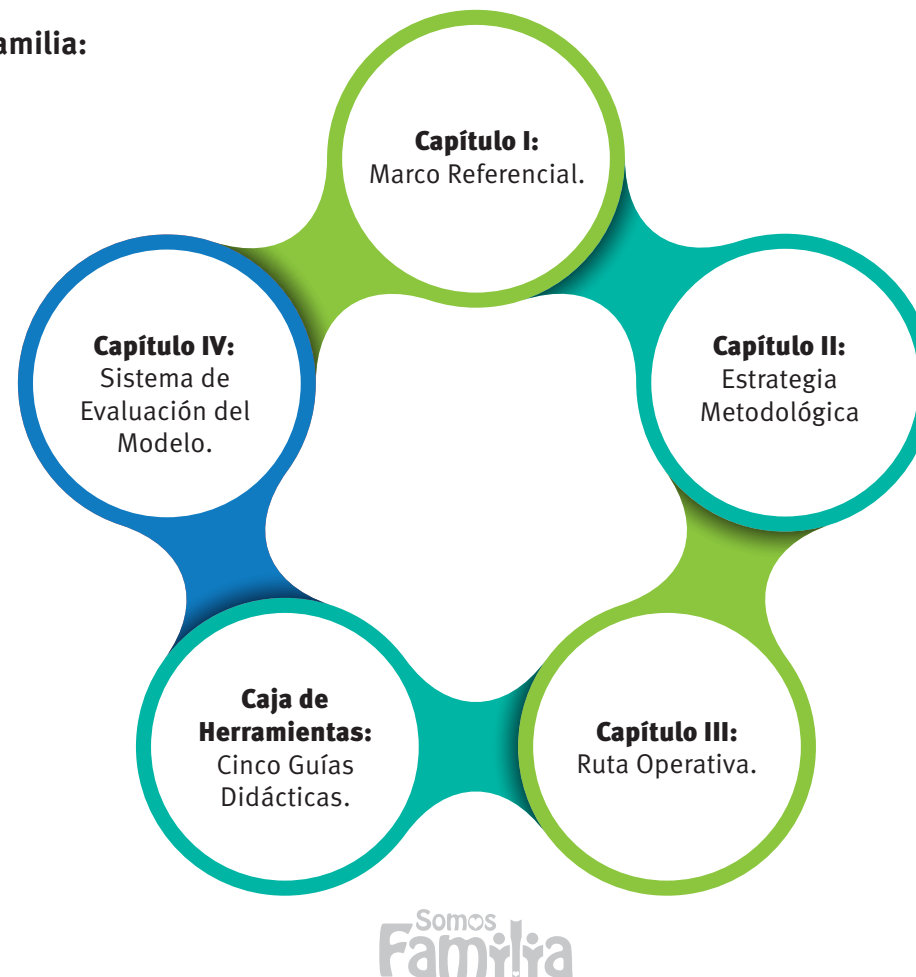 amilia:
Capítulo I:
Marco Referencial.
Capítulo II:
Estrategia
Metodológica
Capítulo III:
Ruta Operativa.
Caja de
Herramientas:
Cinco Guías
Didácticas.
Capítulo IV:
Sistema de
Evaluación del
Modelo.
Somos
Familia